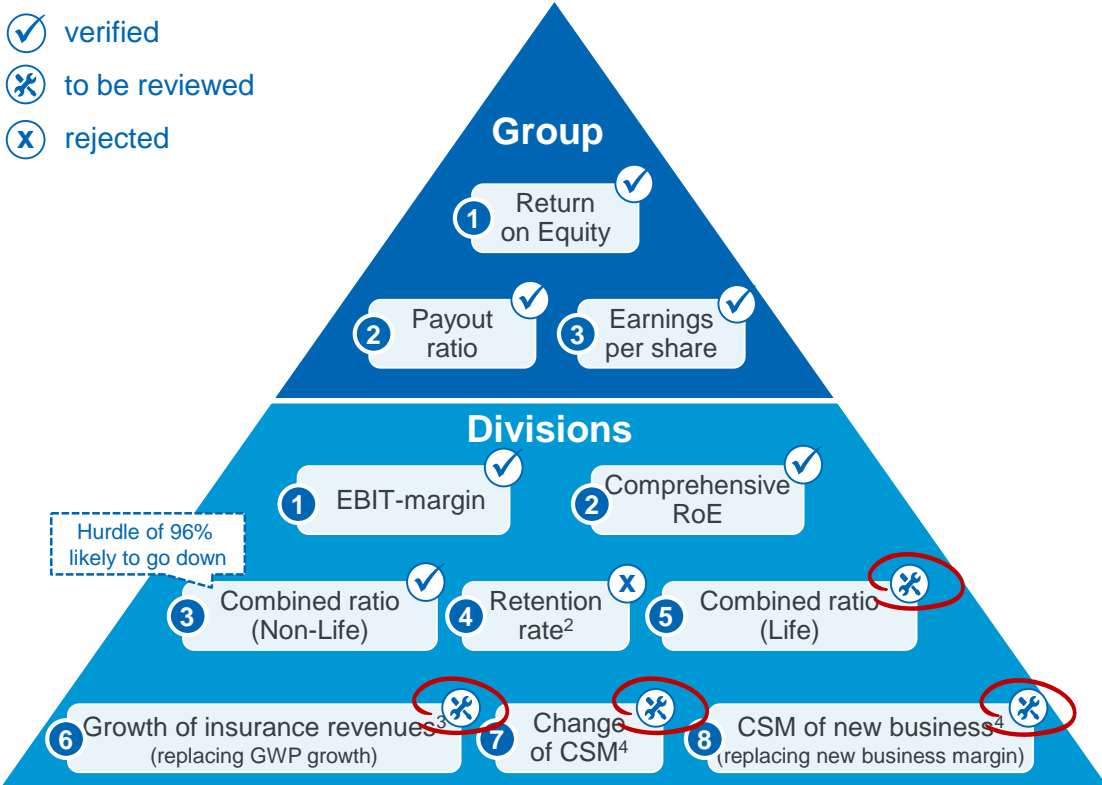 verified
to be reviewed
x rejected
Group
1 Return
on Equity
2 Payout
ratio
3 Earnings
per share
Divisions
1 EBIT-margin
2 Comprehensive
RoE
Hurdle of 96%
likely to go down
3 Combined ratio
(Non-Life)
4 Retention
rate²
x
5 Combined ratio
(Life)
6 Growth of insurance revenues³
(replacing GWP growth)
7 Change
of CSM⁴
8 CSM of new business⁴
(replacing new business margin)